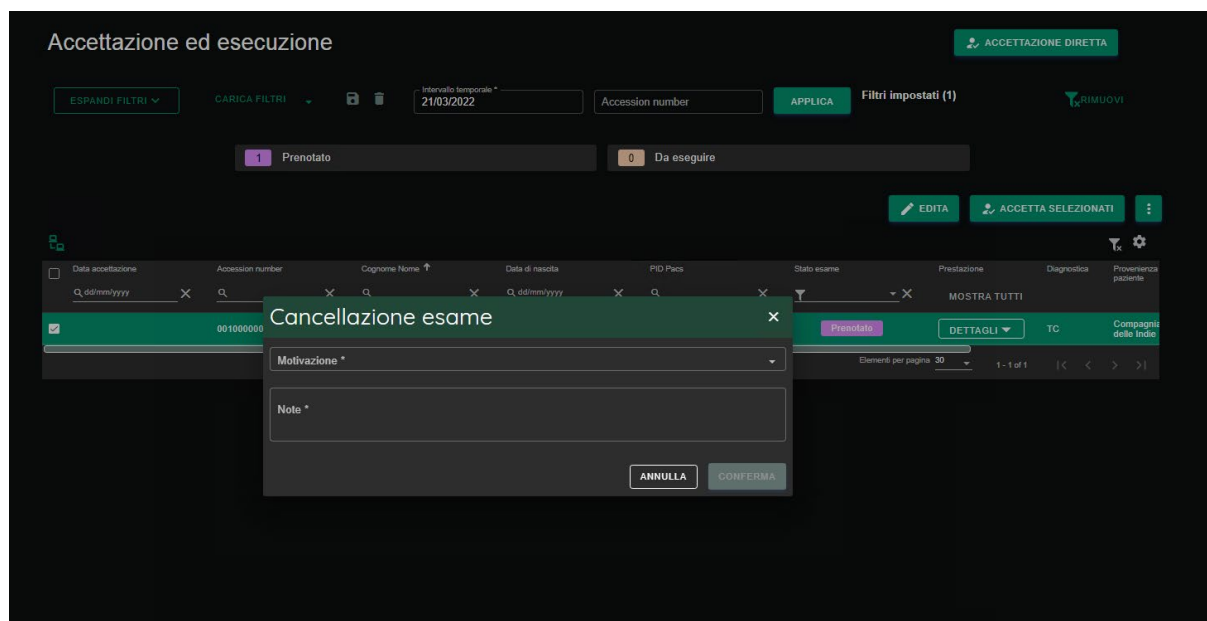 Accettazione ed esecuzione
ACCETTAZIONE DIRETTA
ESPANDI FILTRI
CARICA FILTRI
Intervallo temporale *
21/03/2022
Accession number
APPLICA
Filtri impostati (1)
RIMUOVI
1 Prenotato
0 Da eseguire
EDITA
ACCETTA SELEZIONATI
Data accettazione Accession number Cognome Nome Data di nascita PID Pacs Stato esame Prestazione Diagnostica Provenienza
paziente
dd/mm/yyyy dd/mm/yyyy MOSTRA TUTTI
001000000 Prenotato DETTAGLI TC Compagnia
delle Indie
Elementi per pagina 30 1 - 1 of 1
Cancellazione esame
Motivazione *
Note *
ANNULLA CONFERMA